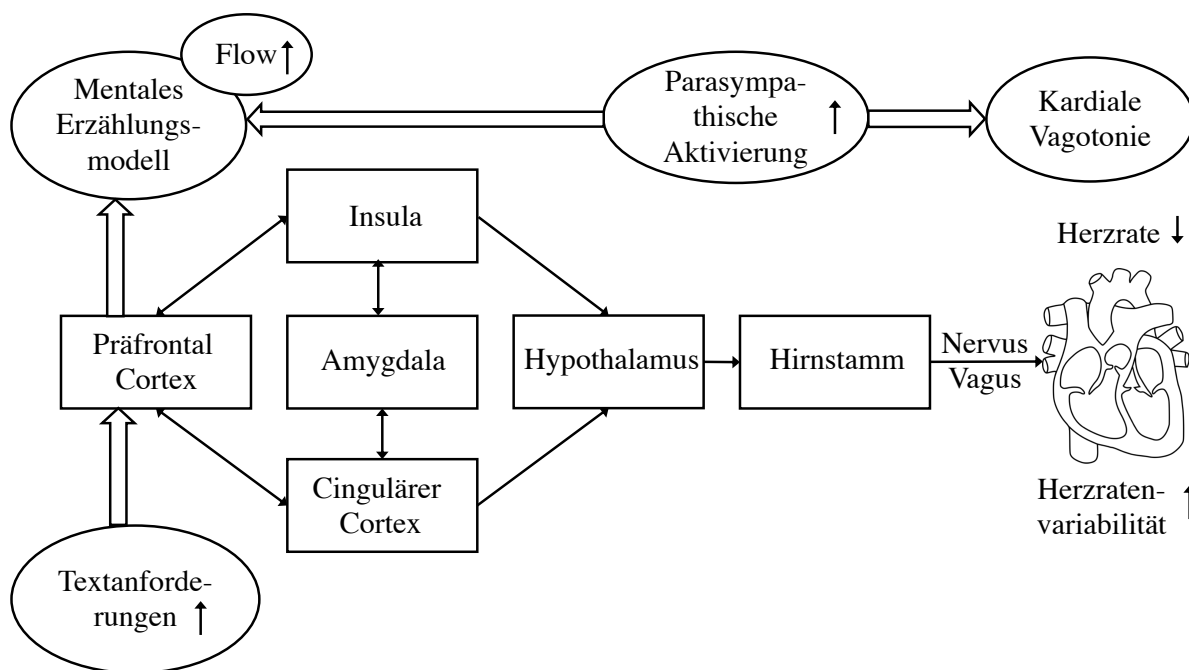 Flow ↑
Mentales
Erzählungs-
modell
Parasympa-
thische ↑
Aktivierung
Kardiale
Vagotonie
Insula
Herzrate ↓
Präfrontal
Cortex
Amygdala
Hypothalamus
Hirnstamm
Nervus
Vagus
Cingulärer
Cortex
Herzraten-
variabilität ↑
Textanforde-
rungen ↑